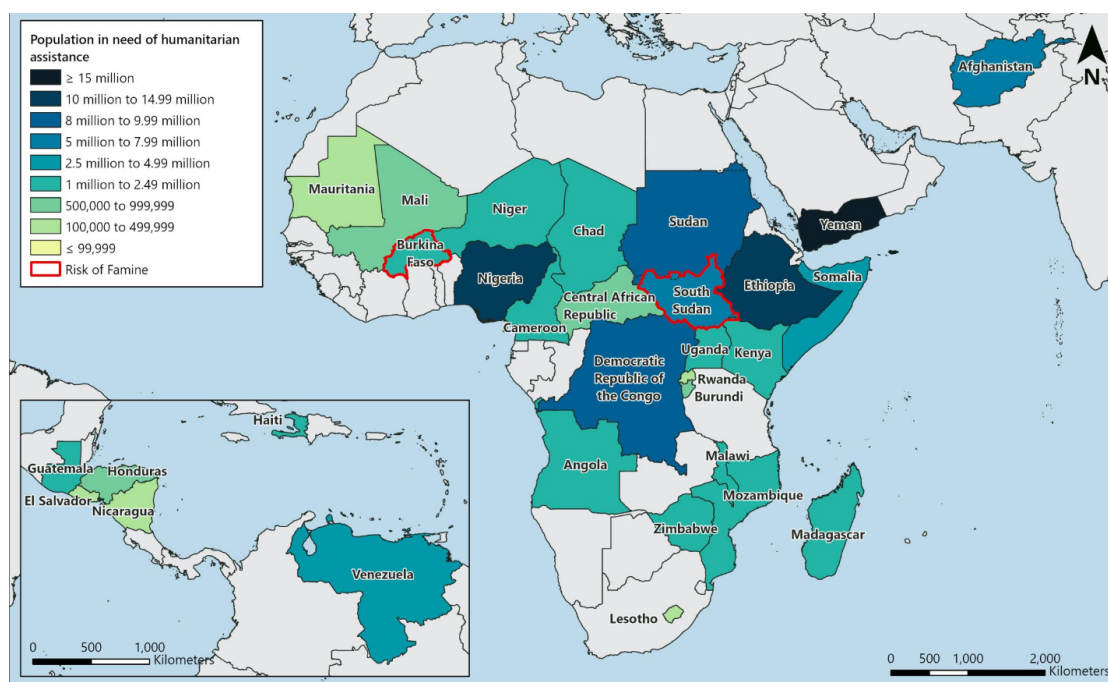 Population in need of humanitarian
assistance
≥ 15 million
10 million to 14.99 million
8 million to 9.99 million
5 million to 7.99 million
2.5 million to 4.99 million
1 million to 2.49 million
500,000 to 999,999
100,000 to 499,999
≤ 99,999
Risk of Famine
N
Afghanistan
Mauritania
Mali
Niger
Chad
Sudan
Yemen
Burkina
Faso
Nigeria
Ethiopia
Somalia
South
Sudan
Central African
Republic
Cameroon
Democratic
Republic of
the Congo
Uganda
Kenya
Rwanda
Burundi
Angola
Malawi
Mozambique
Zimbabwe
Madagascar
Lesotho
Haiti
Guatemala
Honduras
El Salvador
Nicaragua
Venezuela
0 500 1,000
Kilometers
0 500 1,000 2,000
Kilometers